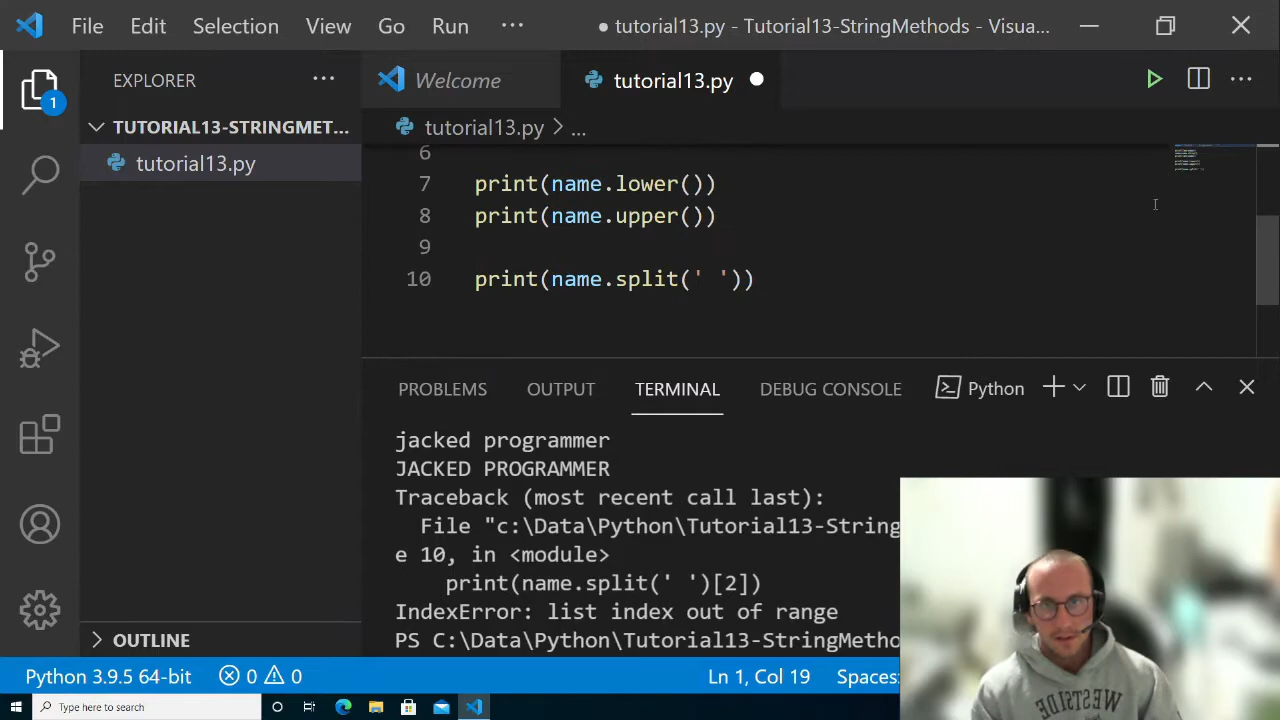 File Edit Selection View Go Run ··· ● tutorial13.py - Tutorial13-StringMethods - Visua...
EXPLORER ···
Welcome
tutorial13.py
1
TUTORIAL13-STRINGMET...
tutorial13.py > ...
tutorial13.py
6
7 print(name.lower())
8 print(name.upper())
9
10 print(name.split(' '))
PROBLEMS OUTPUT TERMINAL DEBUG CONSOLE Python
jacked programmer
JACKED PROGRAMMER
Traceback (most recent call last):
File "c:\Data\Python\Tutorial13-String
e 10, in <module>
print(name.split(' ')[2])
IndexError: list index out of range
PS C:\Data\Python\Tutorial13-StringMetho
OUTLINE
Python 3.9.5 64-bit 0 0 Ln 1, Col 19 Spaces:
WESTSIDE
Type here to search